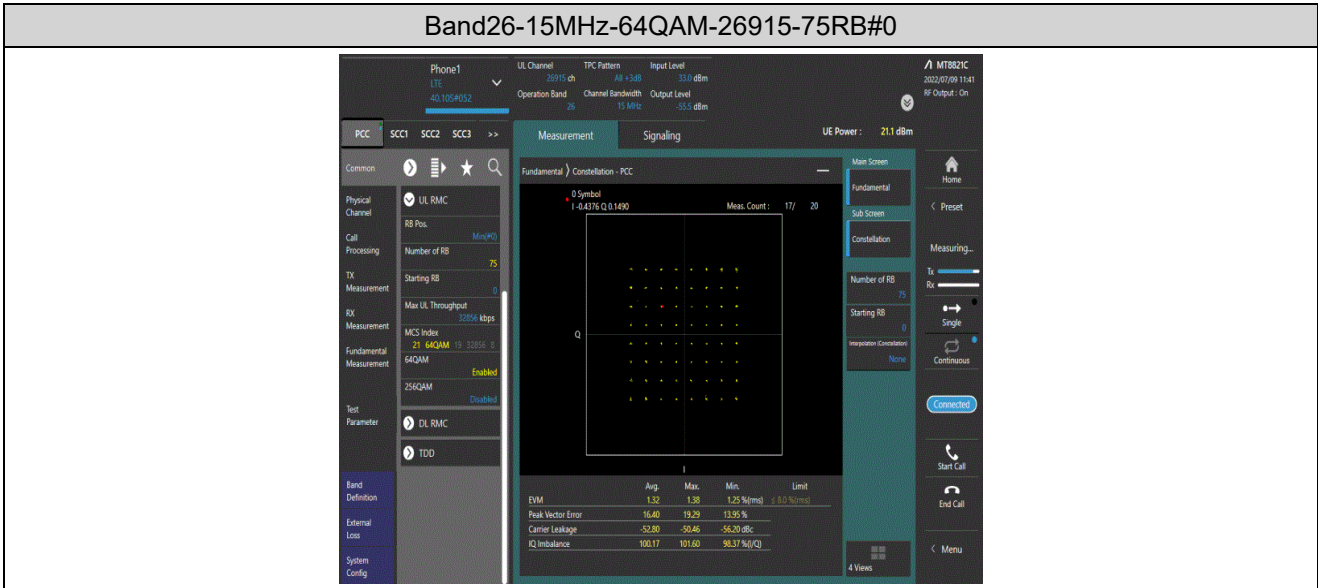 Band26-15MHz-64QAM-26915-75RB#0
Phone1
LTE
40.105#052
UL Channel
26915 ch
TPC Pattern
All +3dB
Input Level
33.0 dBm
Operation Band
26
Channel Bandwidth
15 MHz
Output Level
-55.5 dBm
MT8821C
2022/07/09 11:41
RF Output : On
PCC SCC1 SCC2 SCC3 >>
Measurement
Signaling
UE Power : 21.1 dBm
Common
Physical
Channel
Call
Processing
TX
Measurement
RX
Measurement
Fundamental
Measurement
Test
Parameter
Band
Definition
External
Loss
System
Config
UL RMC
RB Pos.
Min(#0)
Number of RB
75
Starting RB
0
Max UL Throughput
32856 kbps
MCS Index
21 64QAM 19 32856 8
64QAM
Enabled
256QAM
Disabled
DL RMC
TDD
Fundamental 〉 Constellation - PCC
0 Symbol
I -0.4376 Q 0.1490
Meas. Count : 17/ 20
Q
I
Avg. Max. Min. Limit
EVM 1.32 1.38 1.25 %(rms) ≤ 8.0 %(rms)
Peak Vector Error 16.40 19.29 13.95 %
Carrier Leakage -52.80 -50.46 -56.20 dBc
IQ Imbalance 100.17 101.60 98.37 %(I/Q)
Main Screen
Fundamental
Sub Screen
Constellation
Number of RB
75
Starting RB
0
Interpolation (Constellation)
None
4 Views
Home
Preset
Measuring...
Tx
Rx
Single
Continuous
Connected
Start Call
End Call
Menu